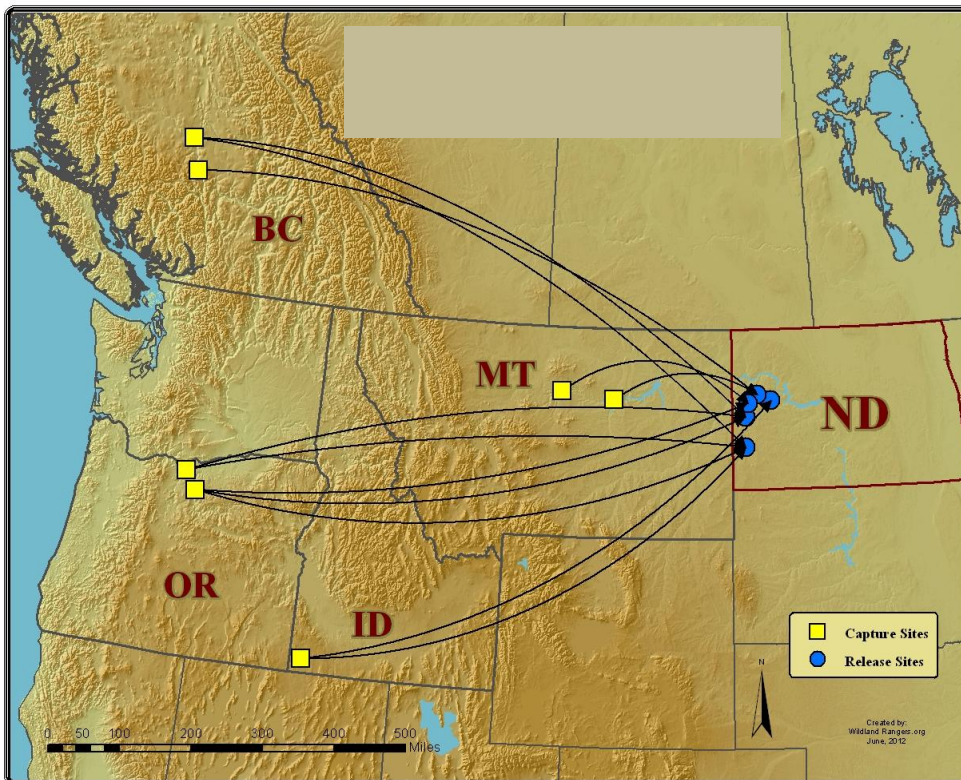 BC
MT
ND
OR
ID
Capture Sites
Release Sites
N
0 50 100 200 300 400 500
Miles
Created by:
Wildland Rangers.org
June, 2012